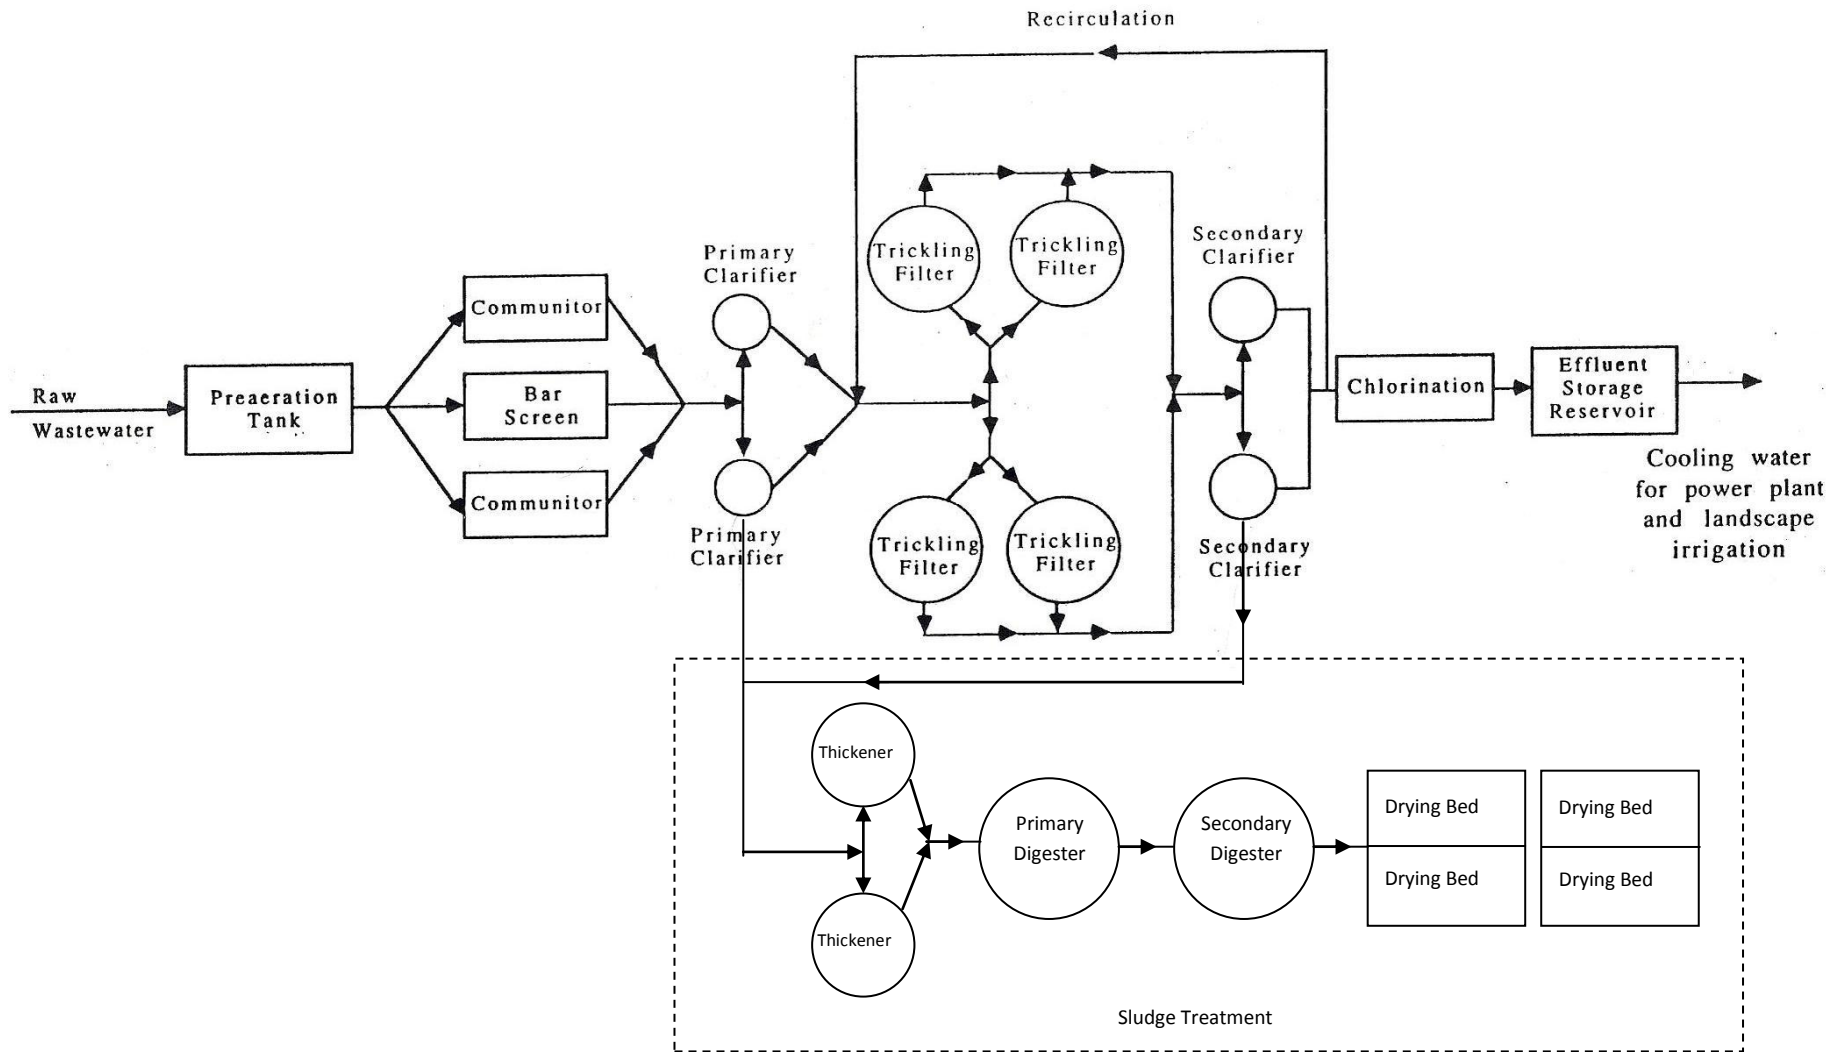 Recirculation
Raw
Wastewater
Preaeration
Tank
Communitor
Bar
Screen
Communitor
Primary
Clarifier
Primary
Clarifier
Trickling
Filter
Trickling
Filter
Trickling
Filter
Trickling
Filter
Secondary
Clarifier
Secondary
Clarifier
Chlorination
Effluent
Storage
Reservoir
Cooling water
for power plant
and landscape
irrigation
Thickener
Thickener
Primary
Digester
Secondary
Digester
Drying Bed
Drying Bed
Drying Bed
Drying Bed
Sludge Treatment